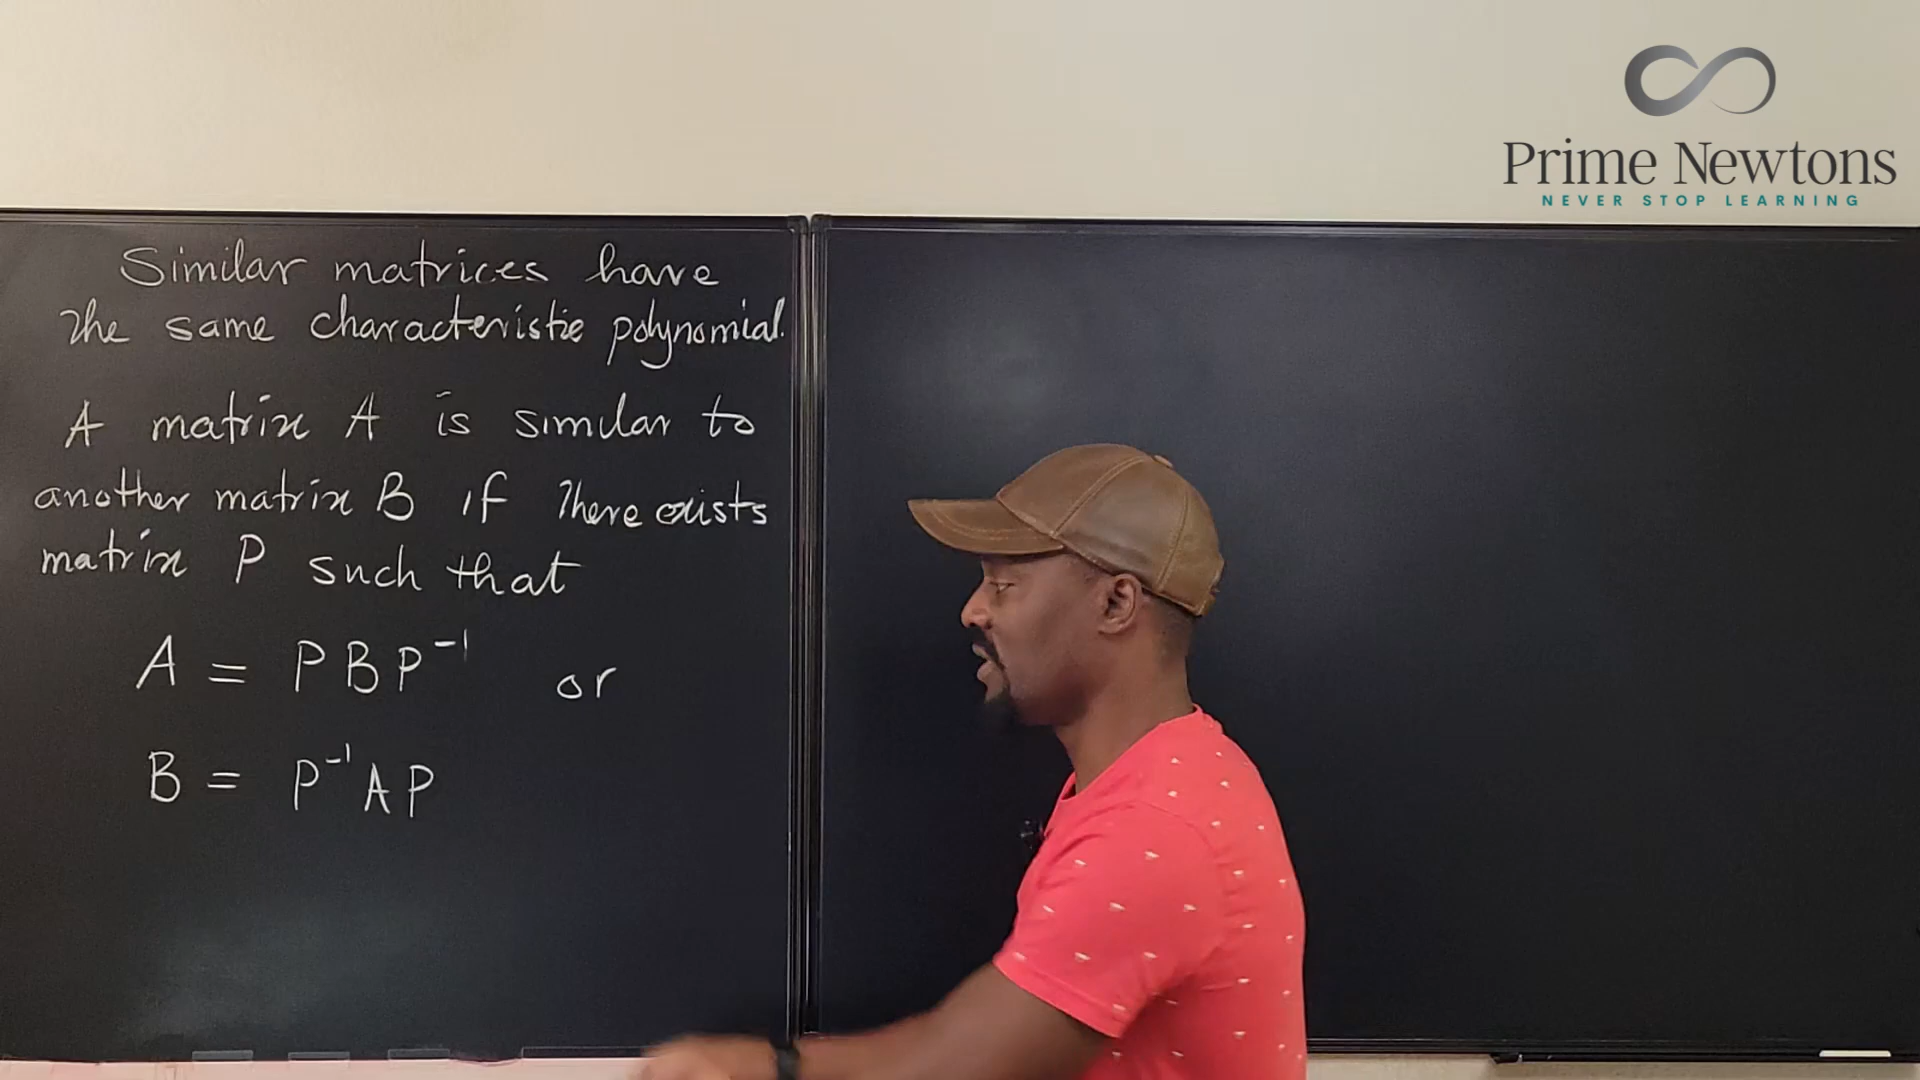 Prime Newtons
NEVER STOP LEARNING
Similar matrices have
the same characteristic polynomial.
A matrix A is similar to
another matrix B if there exists
matrix P such that
A = PBP⁻¹ or
B = P⁻¹AP